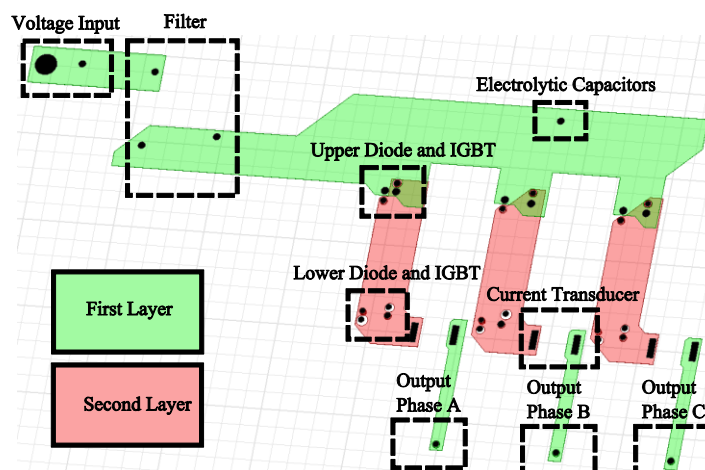 Voltage Input
Filter
Electrolytic Capacitors
Upper Diode and IGBT
Lower Diode and IGBT
Current Transducer
First Layer
Second Layer
Output
Phase A
Output
Phase B
Output
Phase C